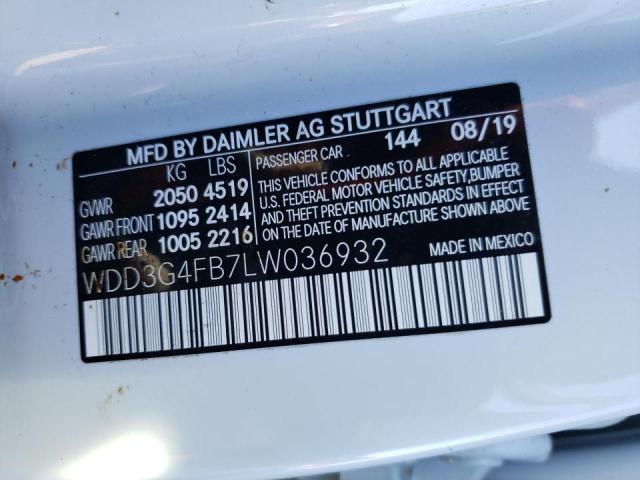 MFD BY DAIMLER AG STUTTGART
KG LBS
GVWR 2050 4519
GAWR FRONT 1095 2414
GAWR REAR 1005 2216
PASSENGER CAR 144 08/19
THIS VEHICLE CONFORMS TO ALL APPLICABLE
U.S. FEDERAL MOTOR VEHICLE SAFETY, BUMPER
AND THEFT PREVENTION STANDARDS IN EFFECT
ON THE DATE OF MANUFACTURE SHOWN ABOVE.
MADE IN MEXICO
WDD3G4FB7LW036932